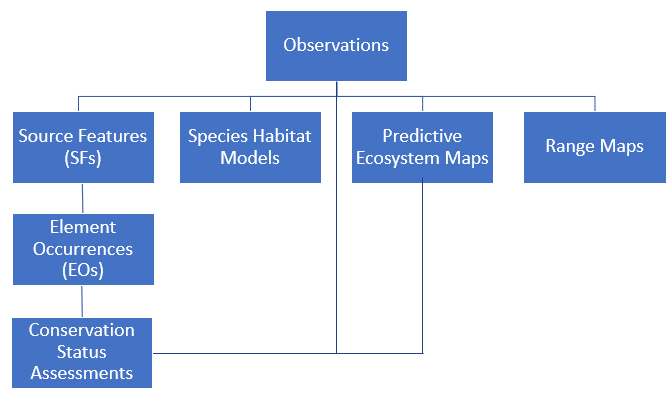 Observations
Source Features
(SFs)
Species Habitat
Models
Predictive
Ecosystem Maps
Range Maps
Element
Occurrences
(EOs)
Conservation
Status
Assessments